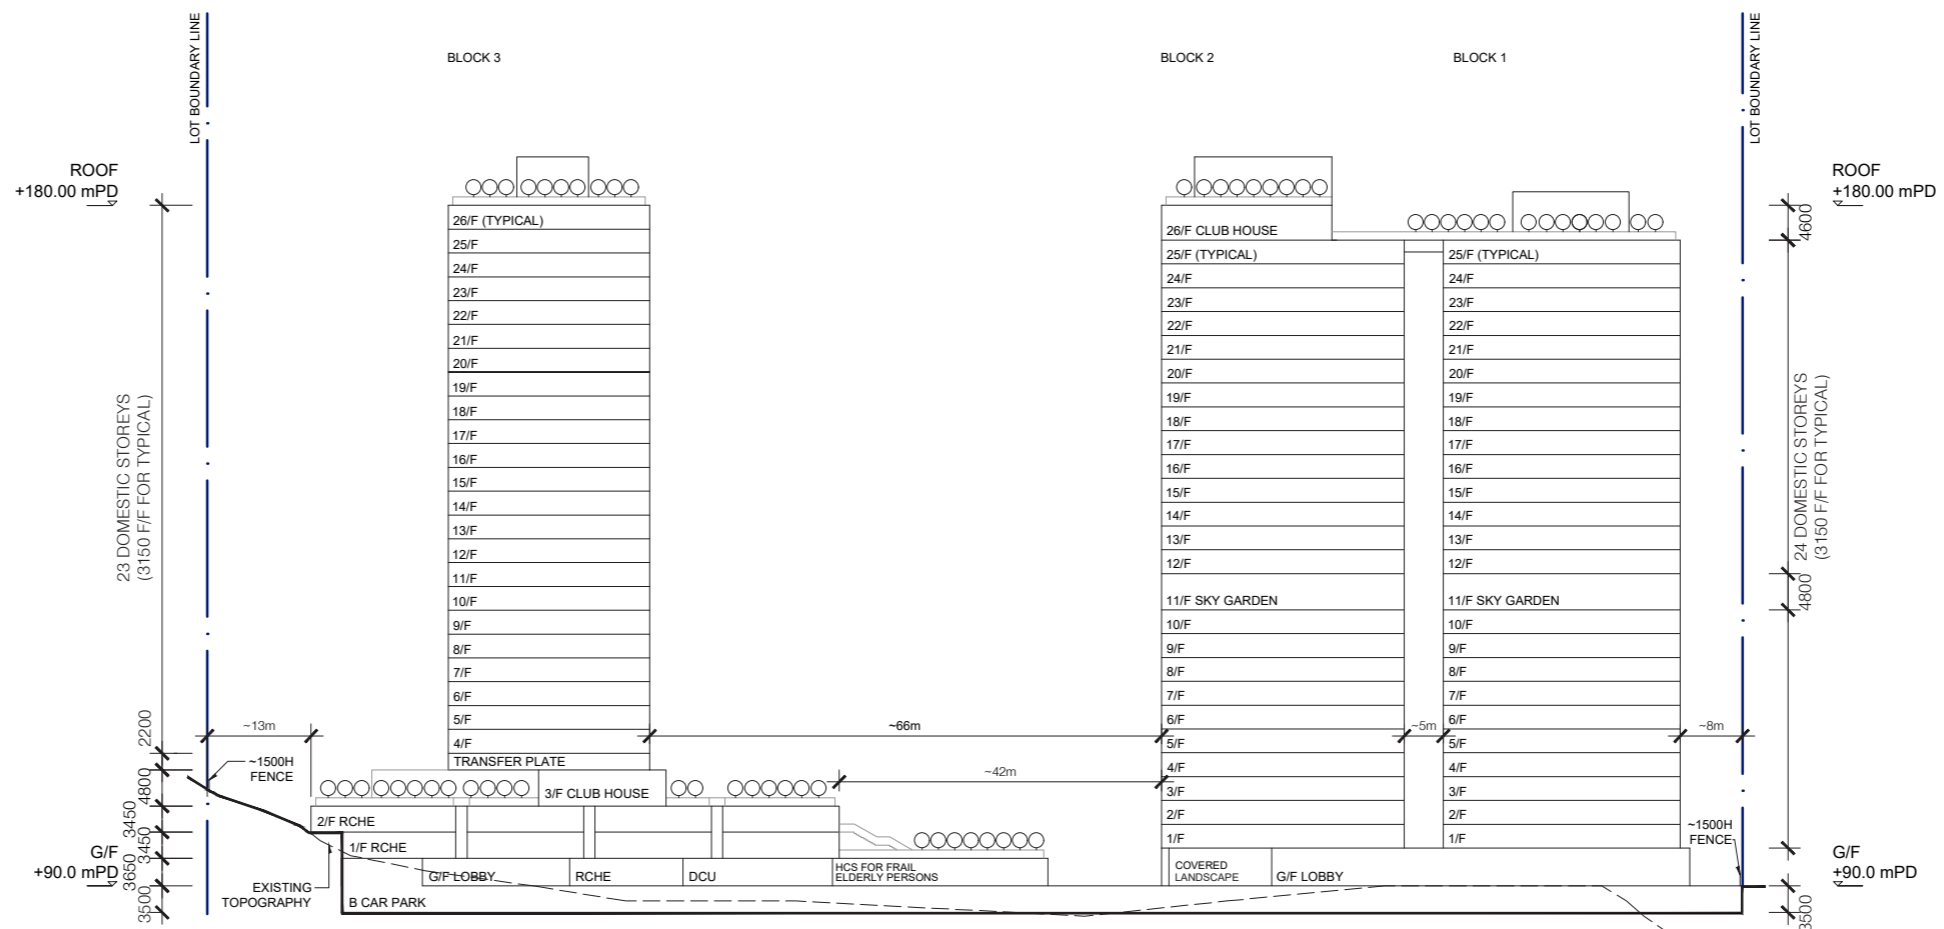 LOT BOUNDARY LINE
BLOCK 3
BLOCK 2
BLOCK 1
LOT BOUNDARY LINE
ROOF
+180.00 mPD
ROOF
+180.00 mPD
26/F (TYPICAL)
25/F
24/F
23/F
22/F
21/F
20/F
19/F
18/F
17/F
16/F
15/F
14/F
13/F
12/F
11/F
10/F
9/F
8/F
7/F
6/F
5/F
4/F
TRANSFER PLATE
3/F CLUB HOUSE
2/F RCHE
1/F RCHE
G/F LOBBY
RCHE
DCU
HCS FOR FRAIL
ELDERLY PERSONS
B CAR PARK
26/F CLUB HOUSE
25/F (TYPICAL)
24/F
23/F
22/F
21/F
20/F
19/F
18/F
17/F
16/F
15/F
14/F
13/F
12/F
11/F SKY GARDEN
10/F
9/F
8/F
7/F
6/F
5/F
4/F
3/F
2/F
1/F
COVERED
LANDSCAPE
G/F LOBBY
25/F (TYPICAL)
24/F
23/F
22/F
21/F
20/F
19/F
18/F
17/F
16/F
15/F
14/F
13/F
12/F
11/F SKY GARDEN
10/F
9/F
8/F
7/F
6/F
5/F
4/F
3/F
2/F
1/F
23 DOMESTIC STOREYS
(3150 F/F FOR TYPICAL)
2200
4800
3450
3450
3650
3500
~13m
~66m
~42m
~5m
~8m
~1500H
FENCE
~1500H
FENCE
G/F
+90.0 mPD
EXISTING
TOPOGRAPHY
4600
24 DOMESTIC STOREYS
(3150 F/F FOR TYPICAL)
4800
G/F
+90.0 mPD
3500